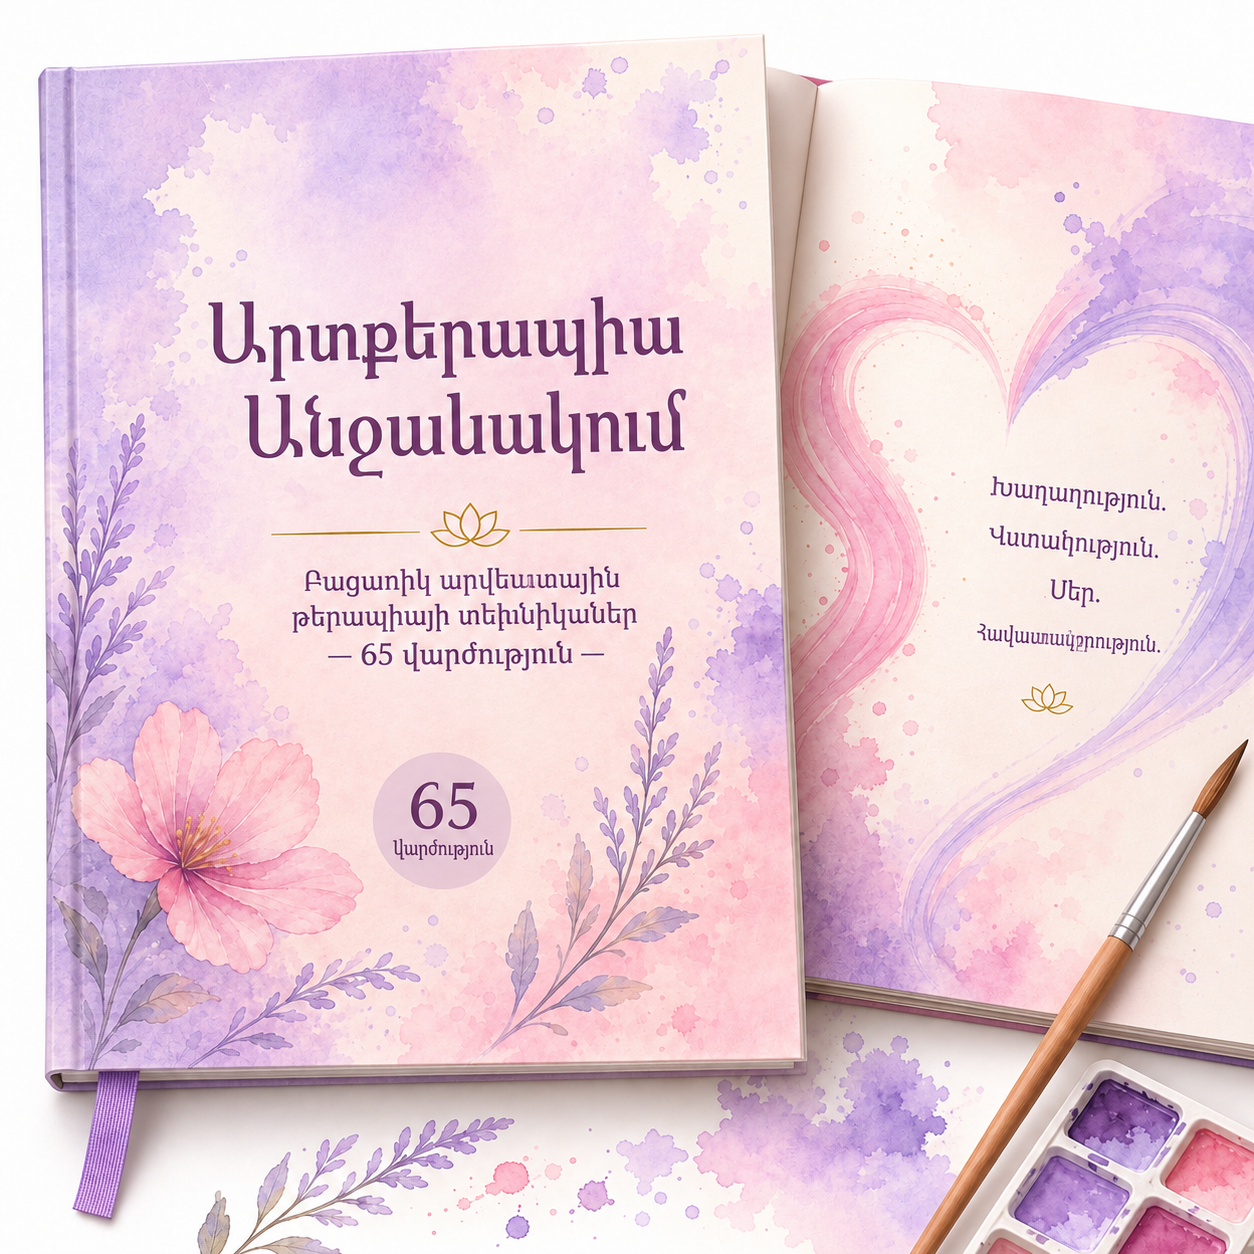 Արտքերապիա
Անջանակում
Բացառիկ արվեստային
թերապիայի տեխնիկաներ
— 65 վարժություն —
65
վարժություն
Խաղաղություն.
Վստահություն.
Սեր.